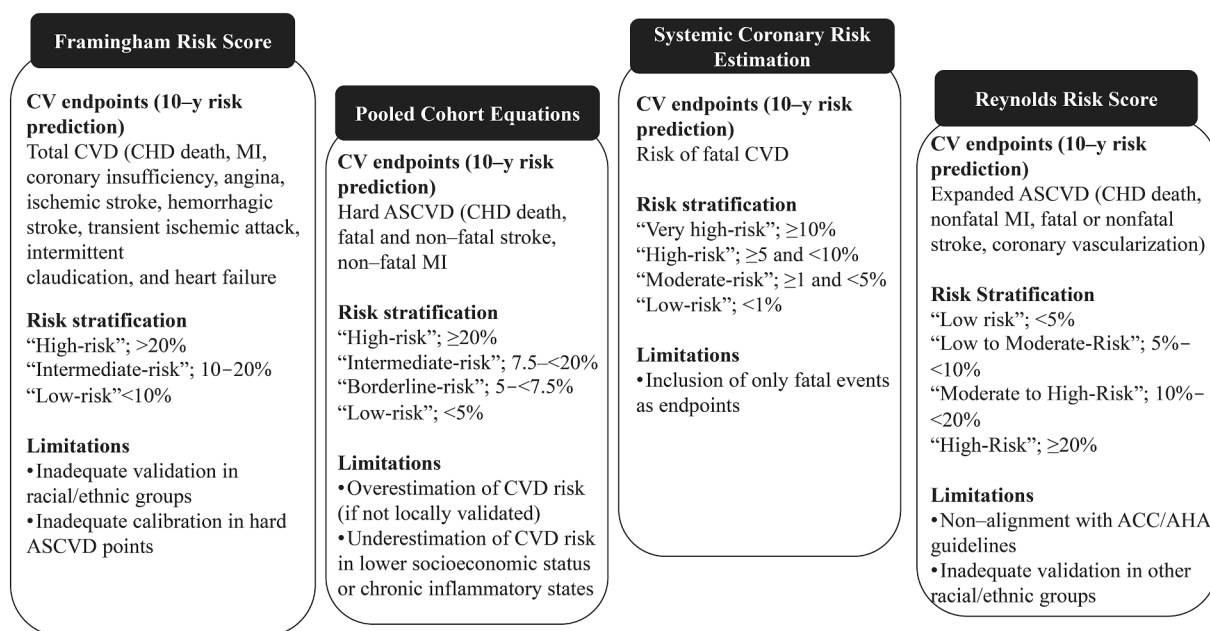 Framingham Risk Score
CV endpoints (10–y risk
prediction)
Total CVD (CHD death, MI,
coronary insufficiency, angina,
ischemic stroke, hemorrhagic
stroke, transient ischemic attack,
intermittent
claudication, and heart failure
Risk stratification
“High-risk”; >20%
“Intermediate-risk”; 10−20%
“Low-risk”<10%
Limitations
•Inadequate validation in
racial/ethnic groups
•Inadequate calibration in hard
ASCVD points
Pooled Cohort Equations
CV endpoints (10–y risk
prediction)
Hard ASCVD (CHD death,
fatal and non–fatal stroke,
non–fatal MI
Risk stratification
“High-risk”; ≥20%
“Intermediate-risk”; 7.5–<20%
“Borderline-risk”; 5−<7.5%
“Low-risk”; <5%
Limitations
•Overestimation of CVD risk
(if not locally validated)
•Underestimation of CVD risk
in lower socioeconomic status
or chronic inflammatory states
Systemic Coronary Risk
Estimation
CV endpoints (10–y risk
prediction)
Risk of fatal CVD
Risk stratification
“Very high-risk”; ≥10%
“High-risk”; ≥5 and <10%
“Moderate-risk”; ≥1 and <5%
“Low-risk”; <1%
Limitations
•Inclusion of only fatal events
as endpoints
Reynolds Risk Score
CV endpoints (10–y risk
prediction)
Expanded ASCVD (CHD death,
nonfatal MI, fatal or nonfatal
stroke, coronary vascularization)
Risk Stratification
“Low risk”; <5%
“Low to Moderate-Risk”; 5%−
<10%
“Moderate to High-Risk”; 10%−
<20%
“High-Risk”; ≥20%
Limitations
•Non–alignment with ACC/AHA
guidelines
•Inadequate validation in other
racial/ethnic groups